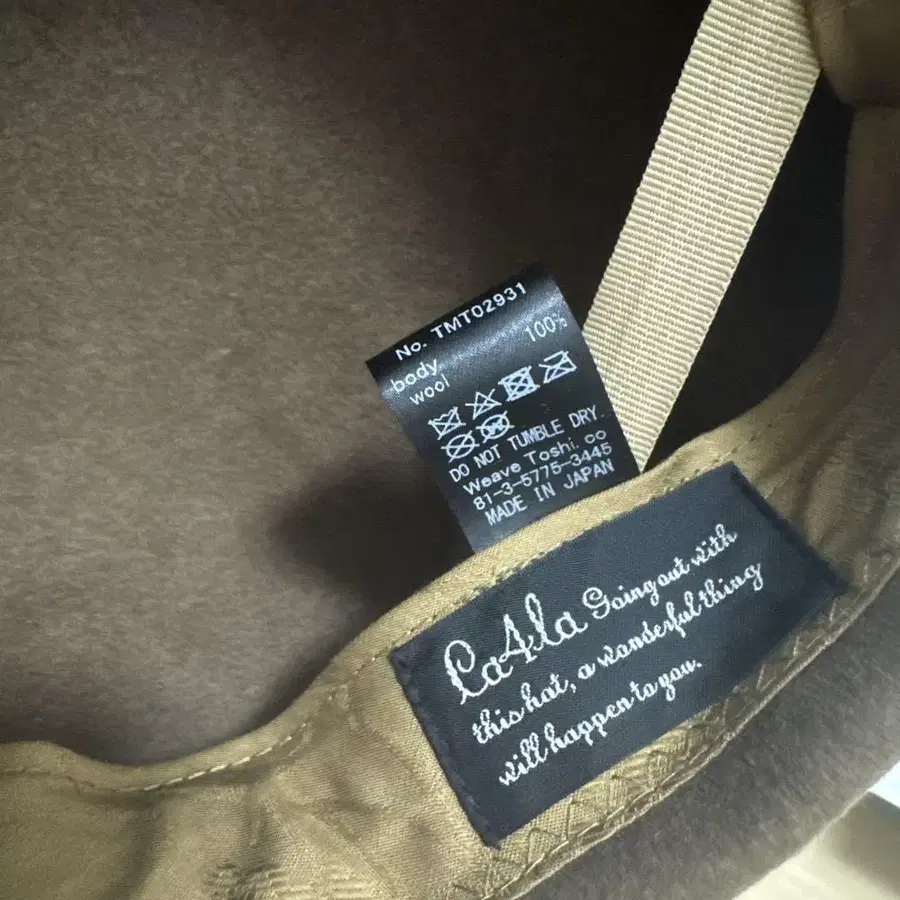 No. TMT02931
body
wool 100%
DO NOT TUMBLE DRY.
Weave Toshi.co
81-3-5775-3445
MADE IN JAPAN
Ca4la Going out with
this hat, a wonderful thing
will happen to you.